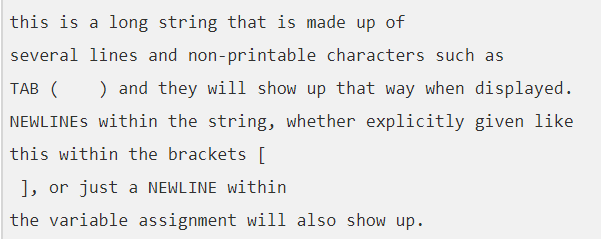 this is a long string that is made up of
several lines and non-printable characters such as
TAB (    ) and they will show up that way when displayed.
NEWLINEs within the string, whether explicitly given like
this within the brackets [
 ], or just a NEWLINE within
the variable assignment will also show up.